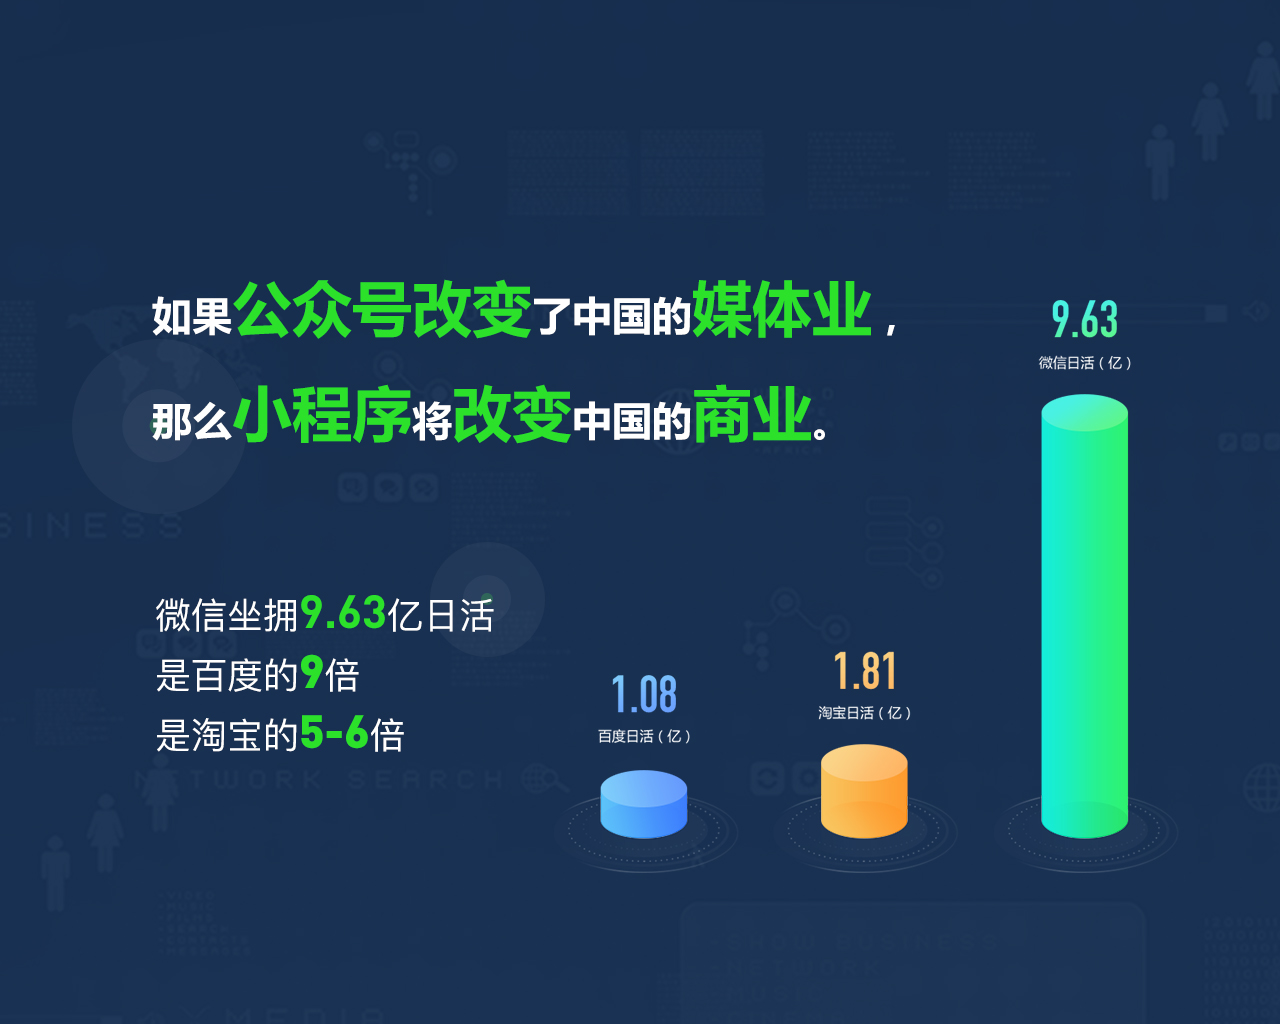 如果公众号改变了中国的媒体业，
那么小程序将改变中国的商业。
微信坐拥9.63亿日活
是百度的9倍
是淘宝的5-6倍
1.08
百度日活（亿）
1.81
淘宝日活（亿）
9.63
微信日活（亿）
SINESS
NETWORK SEARCH
SHOW BUSINESS
NETWORK
Y MEDIA